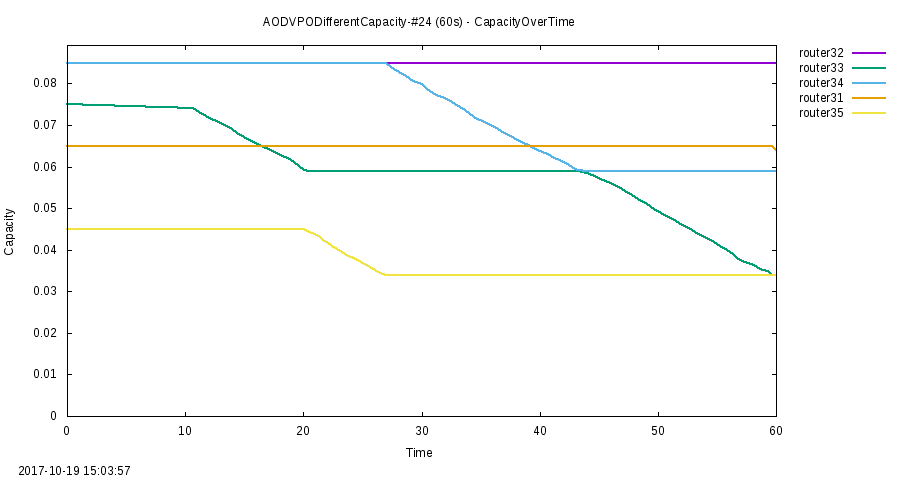 AODVPODifferentCapacity-#24 (60s) - CapacityOverTime
router32
router33
router34
router31
router35
0.08
0.07
0.06
0.05
0.04
0.03
0.02
0.01
0
Capacity
0 10 20 30 40 50 60
Time
2017-10-19 15:03:57